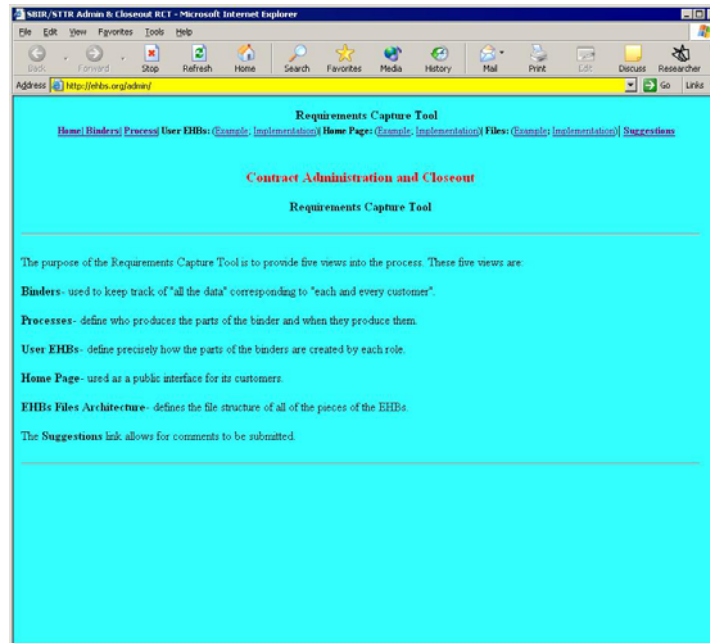 SBIR/STTR Admin & Closeout RCT - Microsoft Internet Explorer
File Edit View Favorites Tools Help
Back Forward Stop Refresh Home Search Favorites Media History Mail Print Edit Discuss Researcher
Address http://ehbs.org/admin/ Go Links
Requirements Capture Tool
Home| Binders| Process| User EHBs: (Example; Implementation)| Home Page: (Example; Implementation)| Files: (Example; Implementation)| Suggestions
Contract Administration and Closeout
Requirements Capture Tool
The purpose of the Requirements Capture Tool is to provide five views into the process. These five views are:
Binders- used to keep track of "all the data" corresponding to "each and every customer".
Processes- define who produces the parts of the binder and when they produce them.
User EHBs- define precisely how the parts of the binders are created by each role.
Home Page- used as a public interface for its customers.
EHBs Files Architecture- defines the file structure of all of the pieces of the EHBs.
The Suggestions link allows for comments to be submitted.